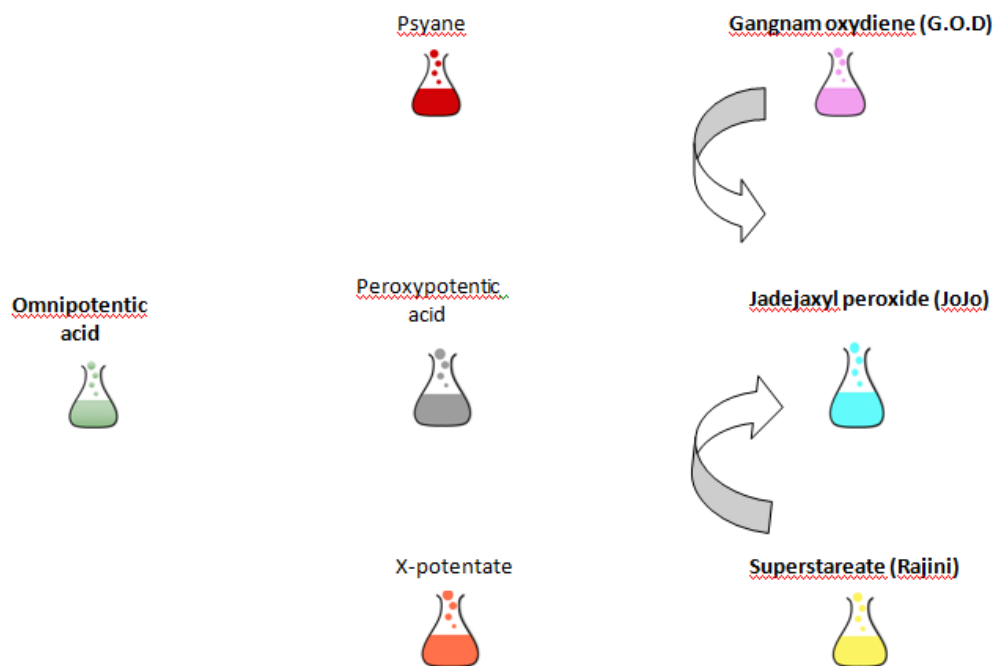 Psyane
Gangnam oxydiene (G.O.D)
Omnipotentic
acid
Peroxypotentic
acid
Jadejaxyl peroxide (JoJo)
X-potentate
Superstareate (Rajini)